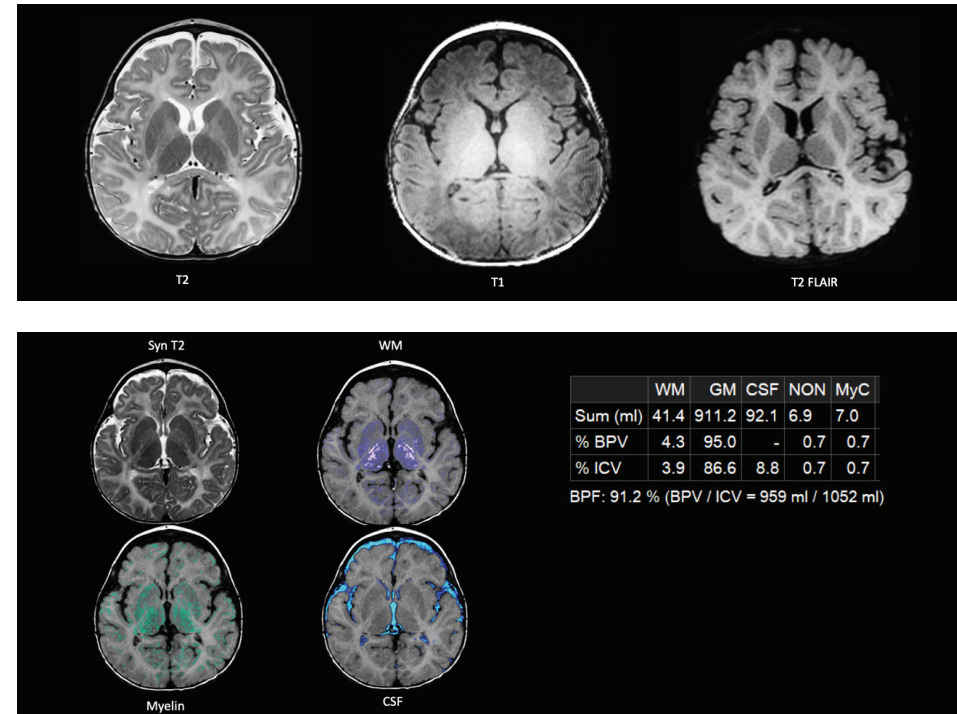 T2
T1
T2 FLAIR
Syn T2
WM
WM GM CSF NON MyC
Sum (ml) 41.4 911.2 92.1 6.9 7.0
% BPV 4.3 95.0 - 0.7 0.7
% ICV 3.9 86.6 8.8 0.7 0.7
BPF: 91.2 % (BPV / ICV = 959 ml / 1052 ml)
Myelin
CSF